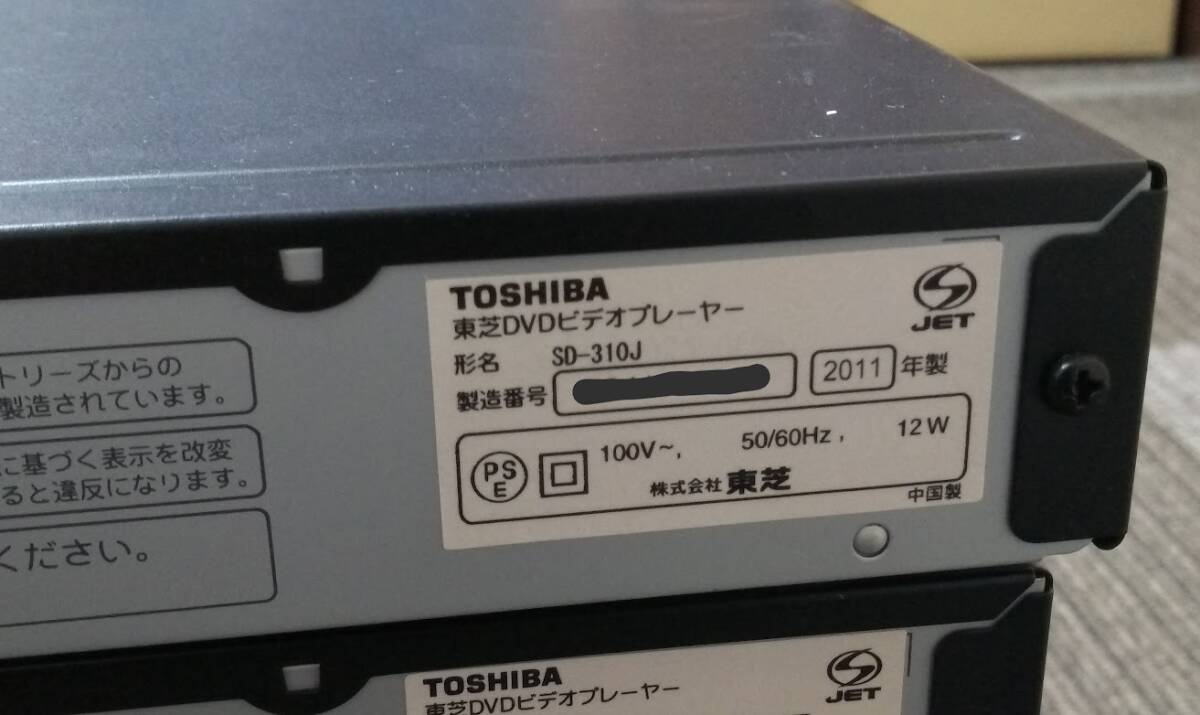 トリーズからの
製造されています。
に基づく表示を改変
ると違反になります。
ください。
TOSHIBA
東芝DVDビデオプレーヤー
JET
形名 SD-310J
製造番号 2011 年製
PS
E
100V~, 50/60Hz, 12W
株式会社 東芝
中国製
TOSHIBA
東芝DVDビデオプレーヤー
JET